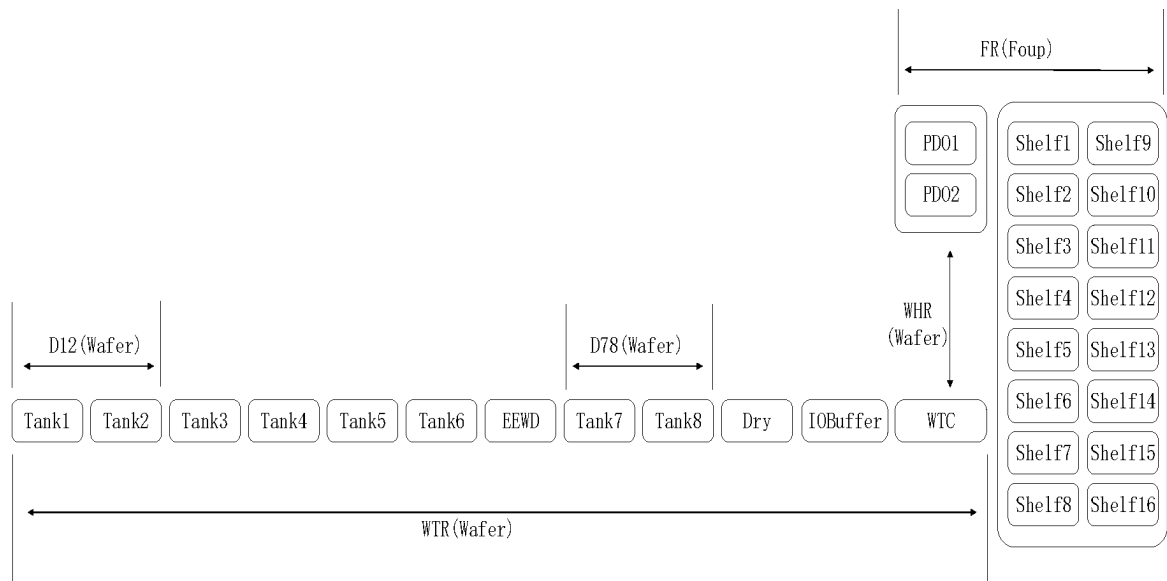 FR(Foup)
PDO1
Shelf1
Shelf9
PDO2
Shelf2
Shelf10
Shelf3
Shelf11
Shelf4
Shelf12
WHR
(Wafer)
D12(Wafer)
D78(Wafer)
Shelf5
Shelf13
Tank1
Tank2
Tank3
Tank4
Tank5
Tank6
EEWD
Tank7
Tank8
Dry
IOBuffer
WTC
Shelf6
Shelf14
Shelf7
Shelf15
Shelf8
Shelf16
WTR(Wafer)